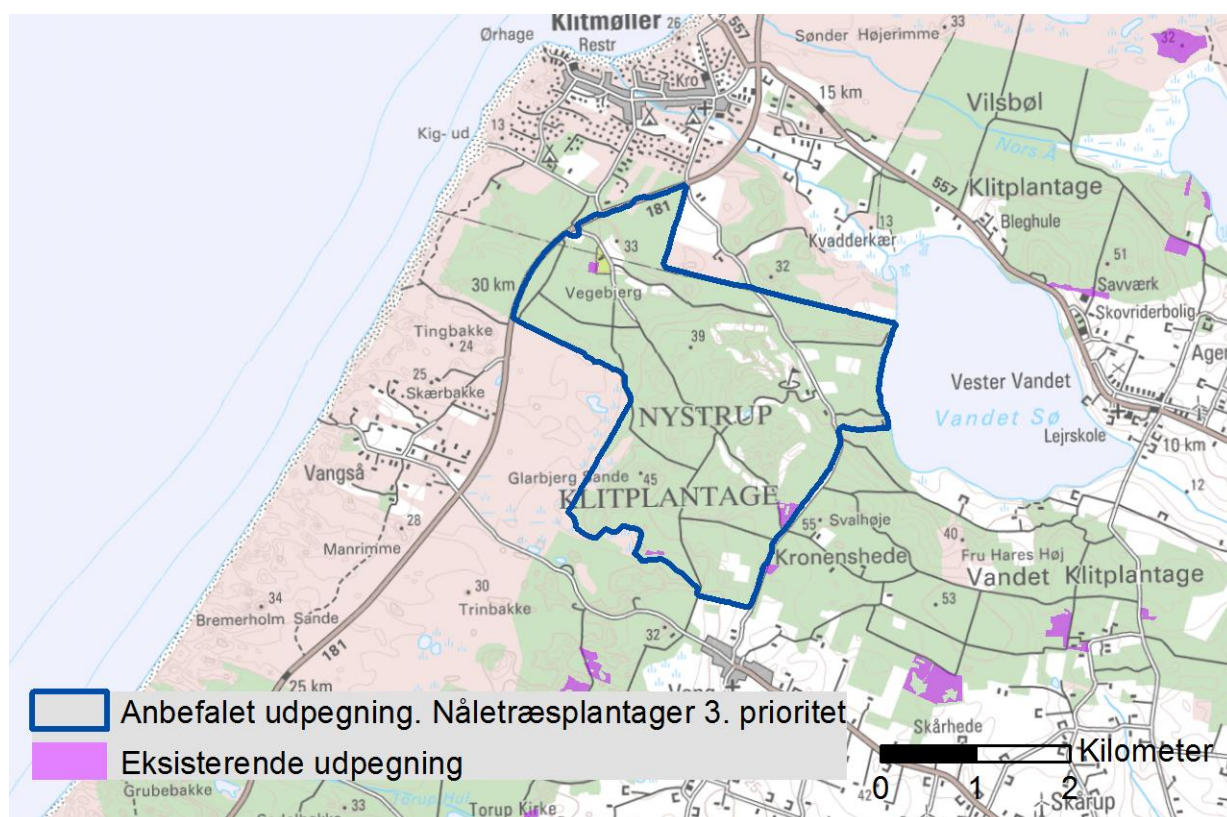 Klitmøller
Ørhage
Restr
26
557
Sønder Højerimme
33
32
Kro
15 km
Vilsbøl
Kig- ud
13
Nors Å
557
Klitplantage
181
Bleghule
13
33
Kvadderkær
51
32
30 km
Vegebjerg
Savværk
Skovriderbolig
Tingbakke
24
39
Ager
25
Vester Vandet
Skærbakke
NYSTRUP
Vandet Sø
Lejrskole
10 km
Vangså
Glarbjerg Sande
45
KLITPLANTAGE
12
28
55
Svalhøje
40
Manrimme
Kronenshede
Fru Hares Høj
30
Vandet Klitplantage
34
Trinbakke
53
Bremerholm Sande
32
181
25 km
Vang
Anbefalet udpegning. Nåletræsplantager 3. prioritet
Skårhede
Eksisterende udpegning
Kilometer
0 1 2
Grubebakke
33
42
Torup Kirke
Skårup